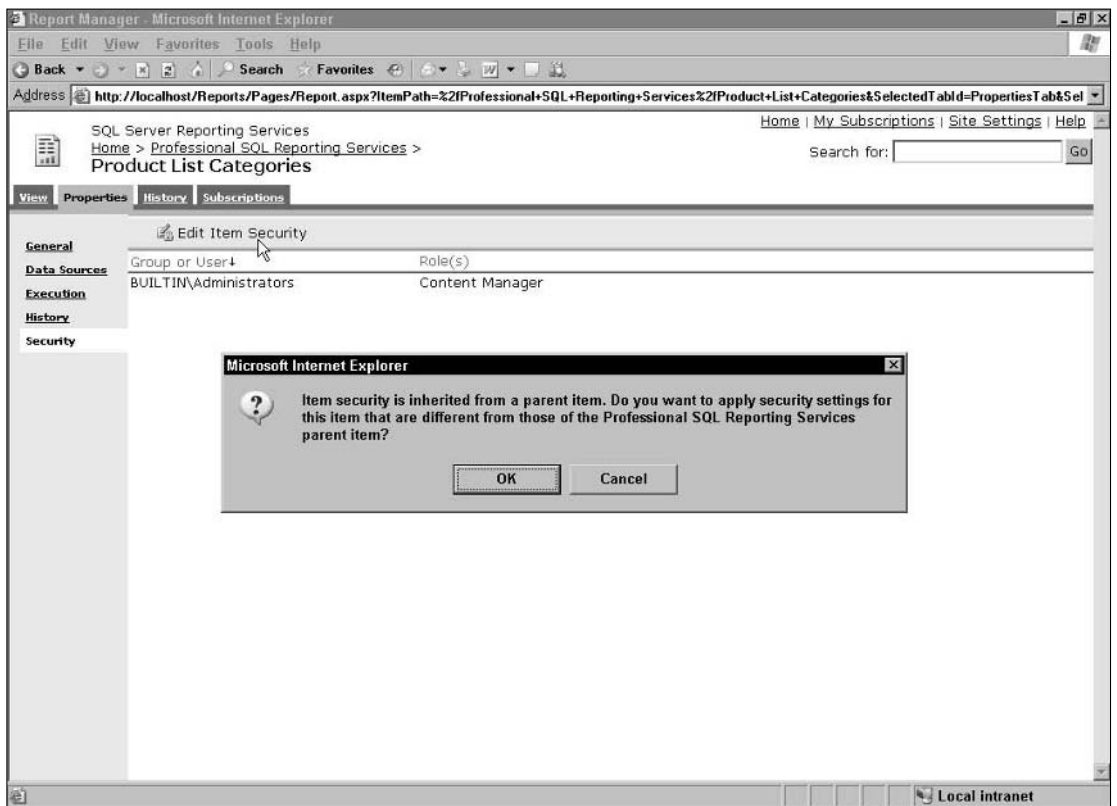 Report Manager - Microsoft Internet Explorer
File Edit View Favorites Tools Help
Back Search Favorites
Address http://localhost/Reports/Pages/Report.aspx?ItemPath=%2fProfessional+SQL+Reporting+Services%2fProduct+List+Categories&SelectedTabId=PropertiesTab&Sel
Home | My Subscriptions | Site Settings | Help
SQL Server Reporting Services
Home > Professional SQL Reporting Services >
Product List Categories
Search for: Go
View Properties History Subscriptions
Edit Item Security
General
Data Sources
Execution
History
Security
Group or User↓ Role(s)
BUILTIN\Administrators Content Manager
Microsoft Internet Explorer
Item security is inherited from a parent item. Do you want to apply security settings for
this item that are different from those of the Professional SQL Reporting Services
parent item?
OK Cancel
Local intranet